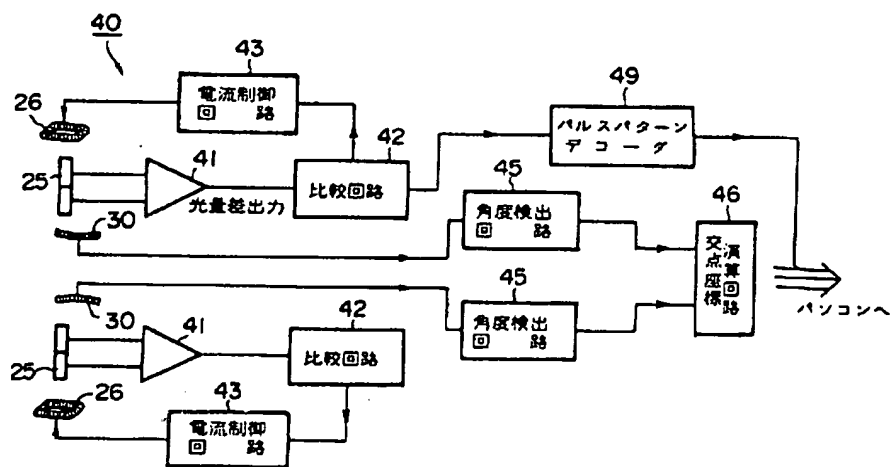 40
43
電流制御
回路
26
49
パルスパターン
デコーダ
42
比較回路
41
25
光量差出力
45
角度検出
回路
46
交点座標
演算回路
30
パソコンへ
45
角度検出
回路
30
42
比較回路
41
25
26
43
電流制御
回路